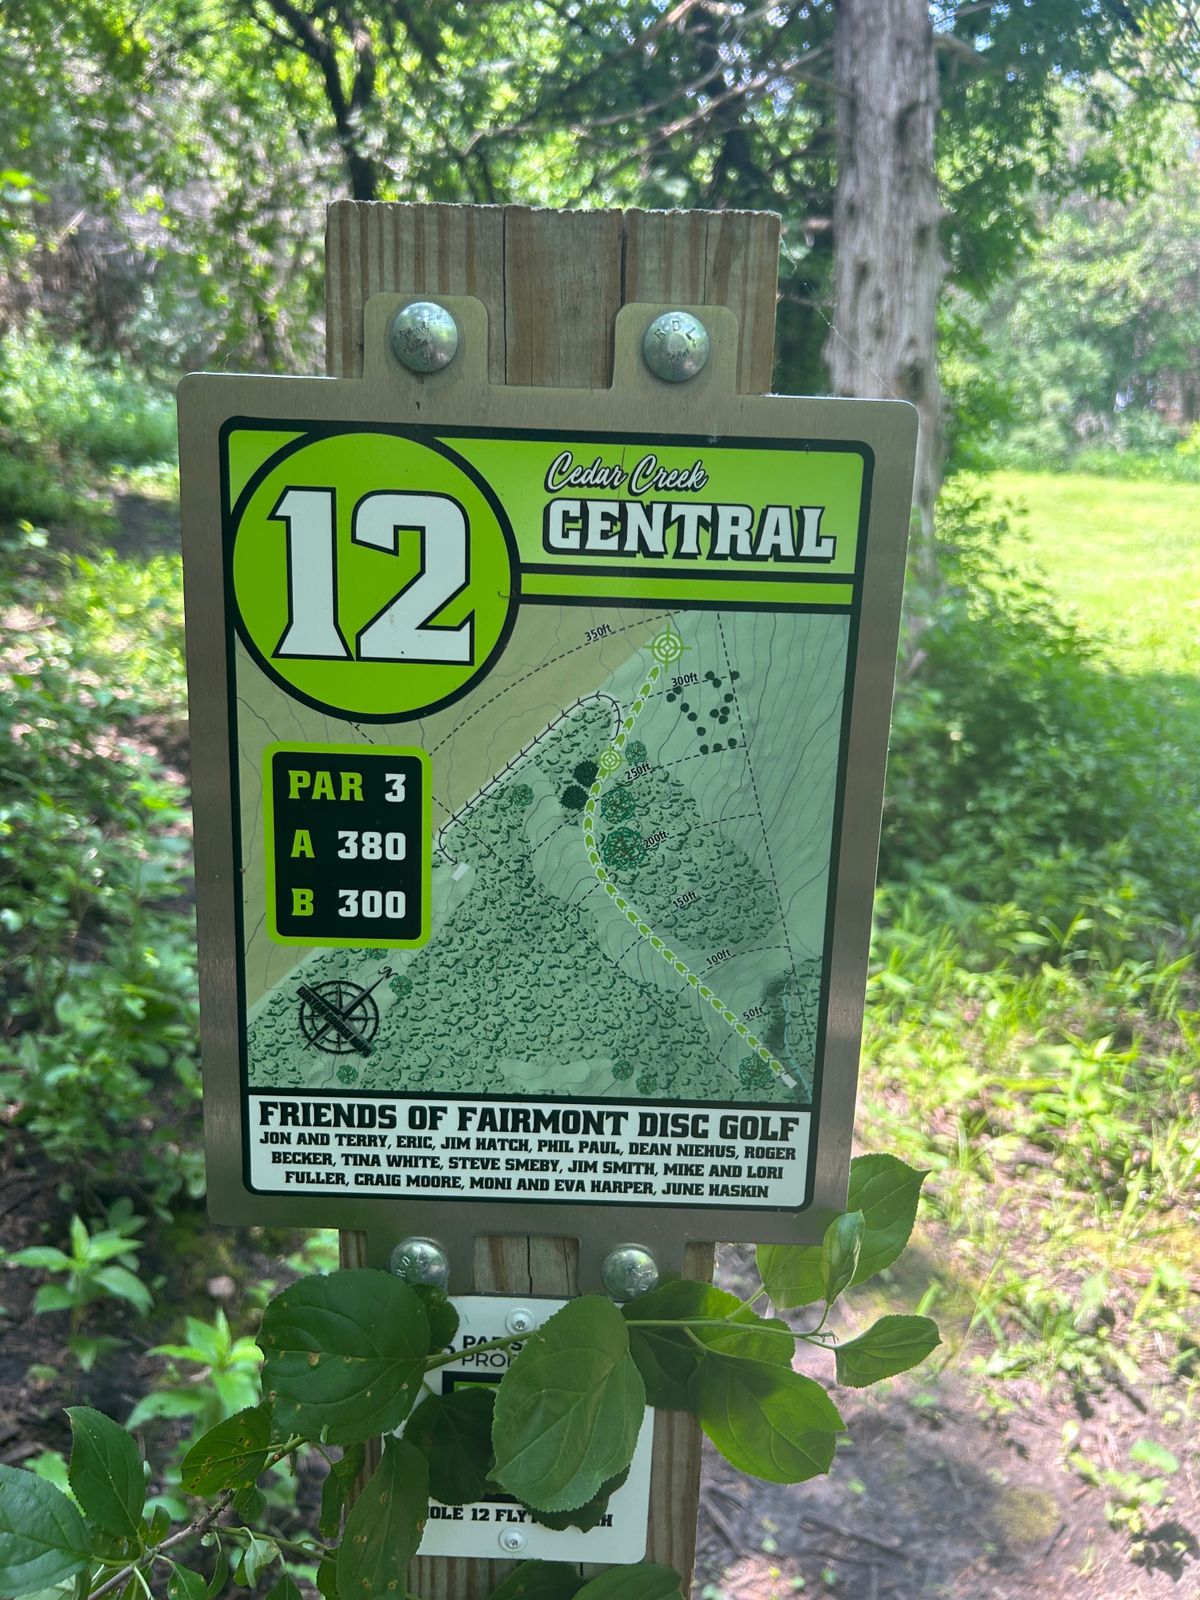 12
Cedar Creek
CENTRAL
350ft
300ft
250ft
200ft
150ft
100ft
50ft
PAR 3
A 380
B 300
N
FRIENDS OF FAIRMONT DISC GOLF
JON AND TERRY, ERIC, JIM HATCH, PHIL PAUL, DEAN NIEHUS, ROGER
BECKER, TINA WHITE, STEVE SMEBY, JIM SMITH, MIKE AND LORI
FULLER, CRAIG MOORE, MONI AND EVA HARPER, JUNE HASKIN
HOLE 12